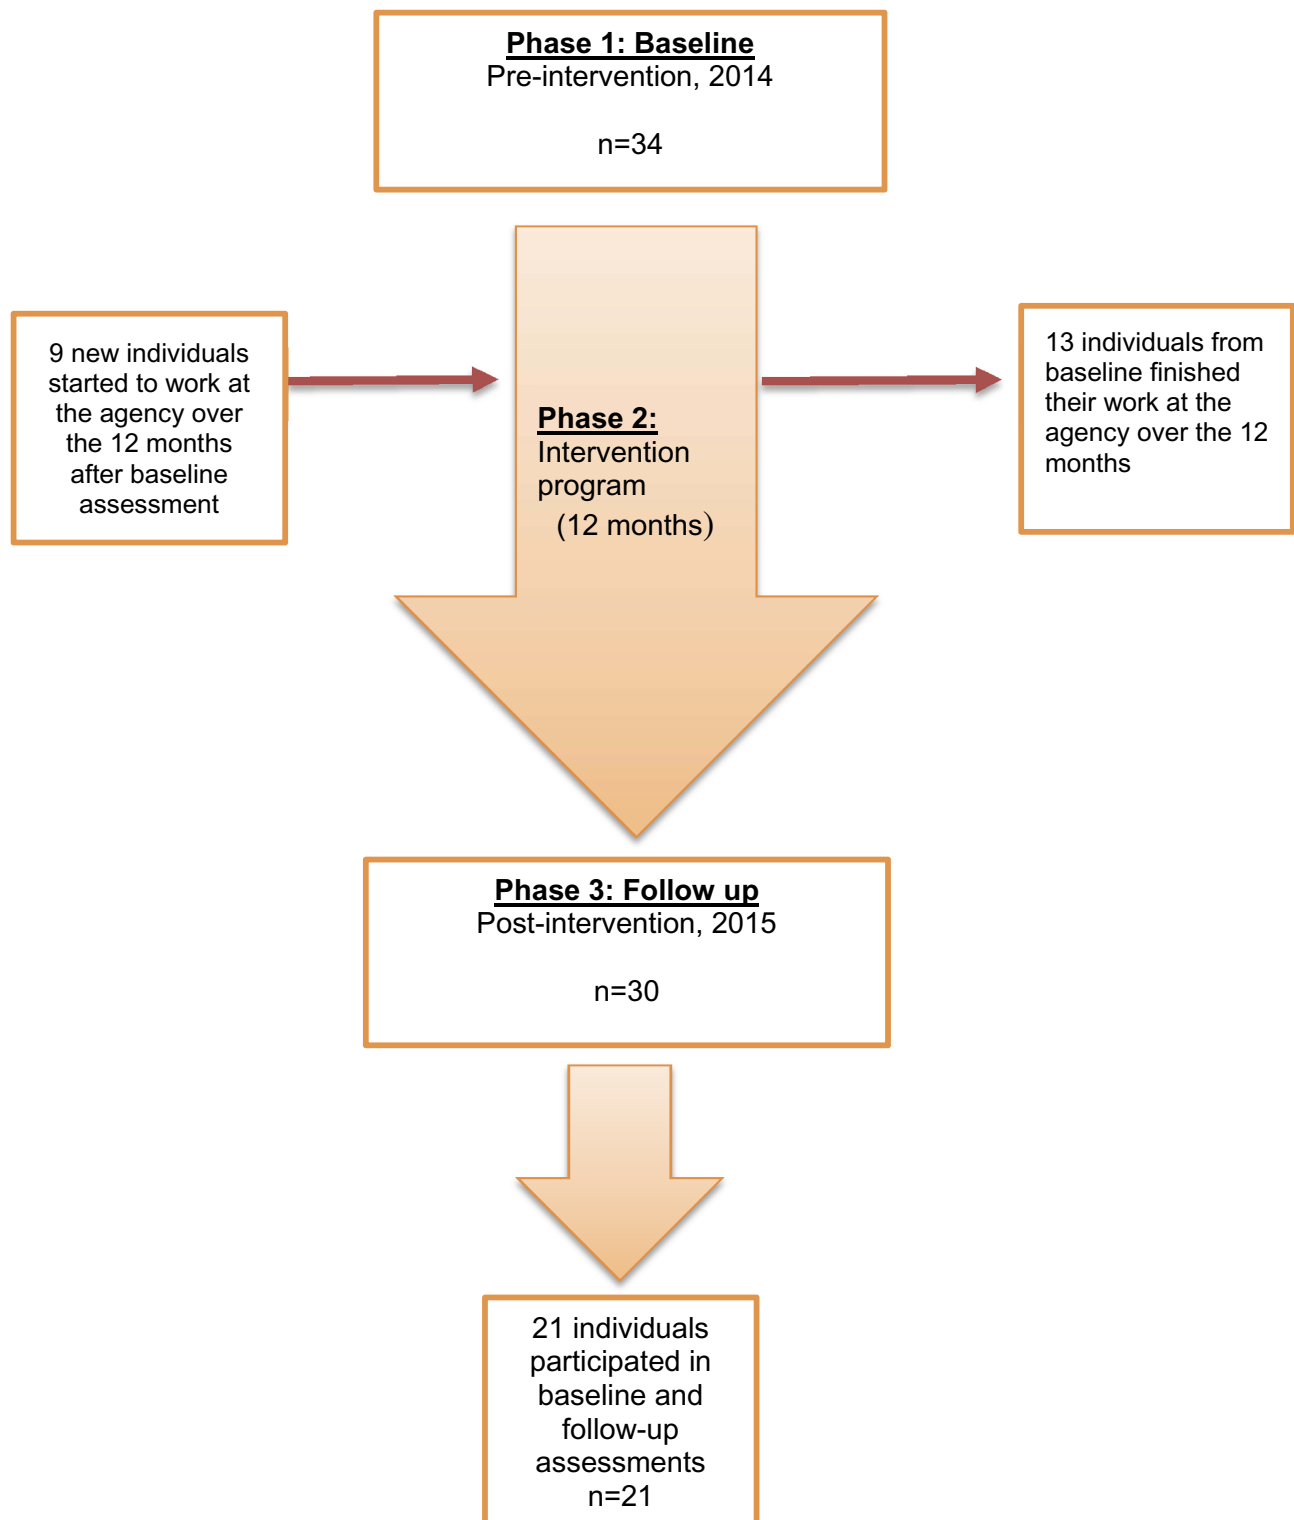 Phase 1: Baseline
Pre-intervention, 2014
n=34
9 new individuals
started to work at
the agency over
the 12 months
after baseline
assessment
Phase 2:
Intervention
program
(12 months)
13 individuals from
baseline finished
their work at the
agency over the 12
months
Phase 3: Follow up
Post-intervention, 2015
n=30
21 individuals
participated in
baseline and
follow-up
assessments
n=21